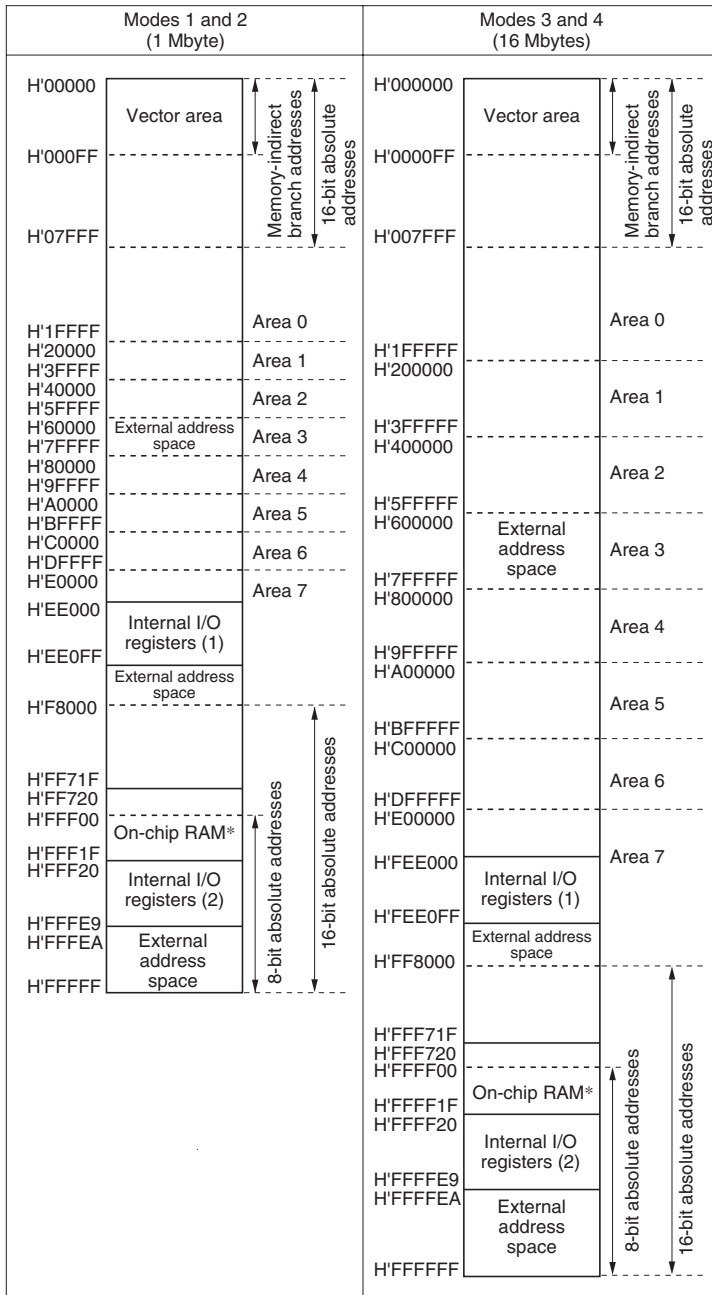 Modes 1 and 2
(1 Mbyte)
H'00000
Vector area
H'000FF
H'07FFF
Memory-indirect
branch addresses
16-bit absolute
addresses
H'1FFFF
Area 0
H'20000
H'3FFFF
Area 1
H'40000
H'5FFFF
Area 2
H'60000
H'7FFFF
External address
space
Area 3
H'80000
H'9FFFF
Area 4
H'A0000
H'BFFFF
Area 5
H'C0000
H'DFFFF
Area 6
H'E0000
Area 7
H'EE000
Internal I/O
registers (1)
H'EE0FF
External address
space
H'F8000
H'FF71F
H'FF720
H'FFF00
On-chip RAM*
H'FFF1F
H'FFF20
Internal I/O
registers (2)
H'FFFE9
H'FFFEA
External
address
space
H'FFFFF
8-bit absolute addresses
16-bit absolute addresses
Modes 3 and 4
(16 Mbytes)
H'000000
Vector area
H'0000FF
H'007FFF
Memory-indirect
branch addresses
16-bit absolute
addresses
Area 0
H'1FFFFF
H'200000
Area 1
H'3FFFFF
H'400000
Area 2
H'5FFFFF
H'600000
External
address
space
Area 3
H'7FFFFF
H'800000
Area 4
H'9FFFFF
H'A00000
Area 5
H'BFFFFF
H'C00000
Area 6
H'DFFFFF
H'E00000
Area 7
H'FEE000
Internal I/O
registers (1)
H'FEE0FF
External address
space
H'FF8000
H'FFF71F
H'FFF720
H'FFFF00
On-chip RAM*
H'FFFF1F
H'FFFF20
Internal I/O
registers (2)
H'FFFFE9
H'FFFFEA
External
address
space
H'FFFFFF
8-bit absolute addresses
16-bit absolute addresses